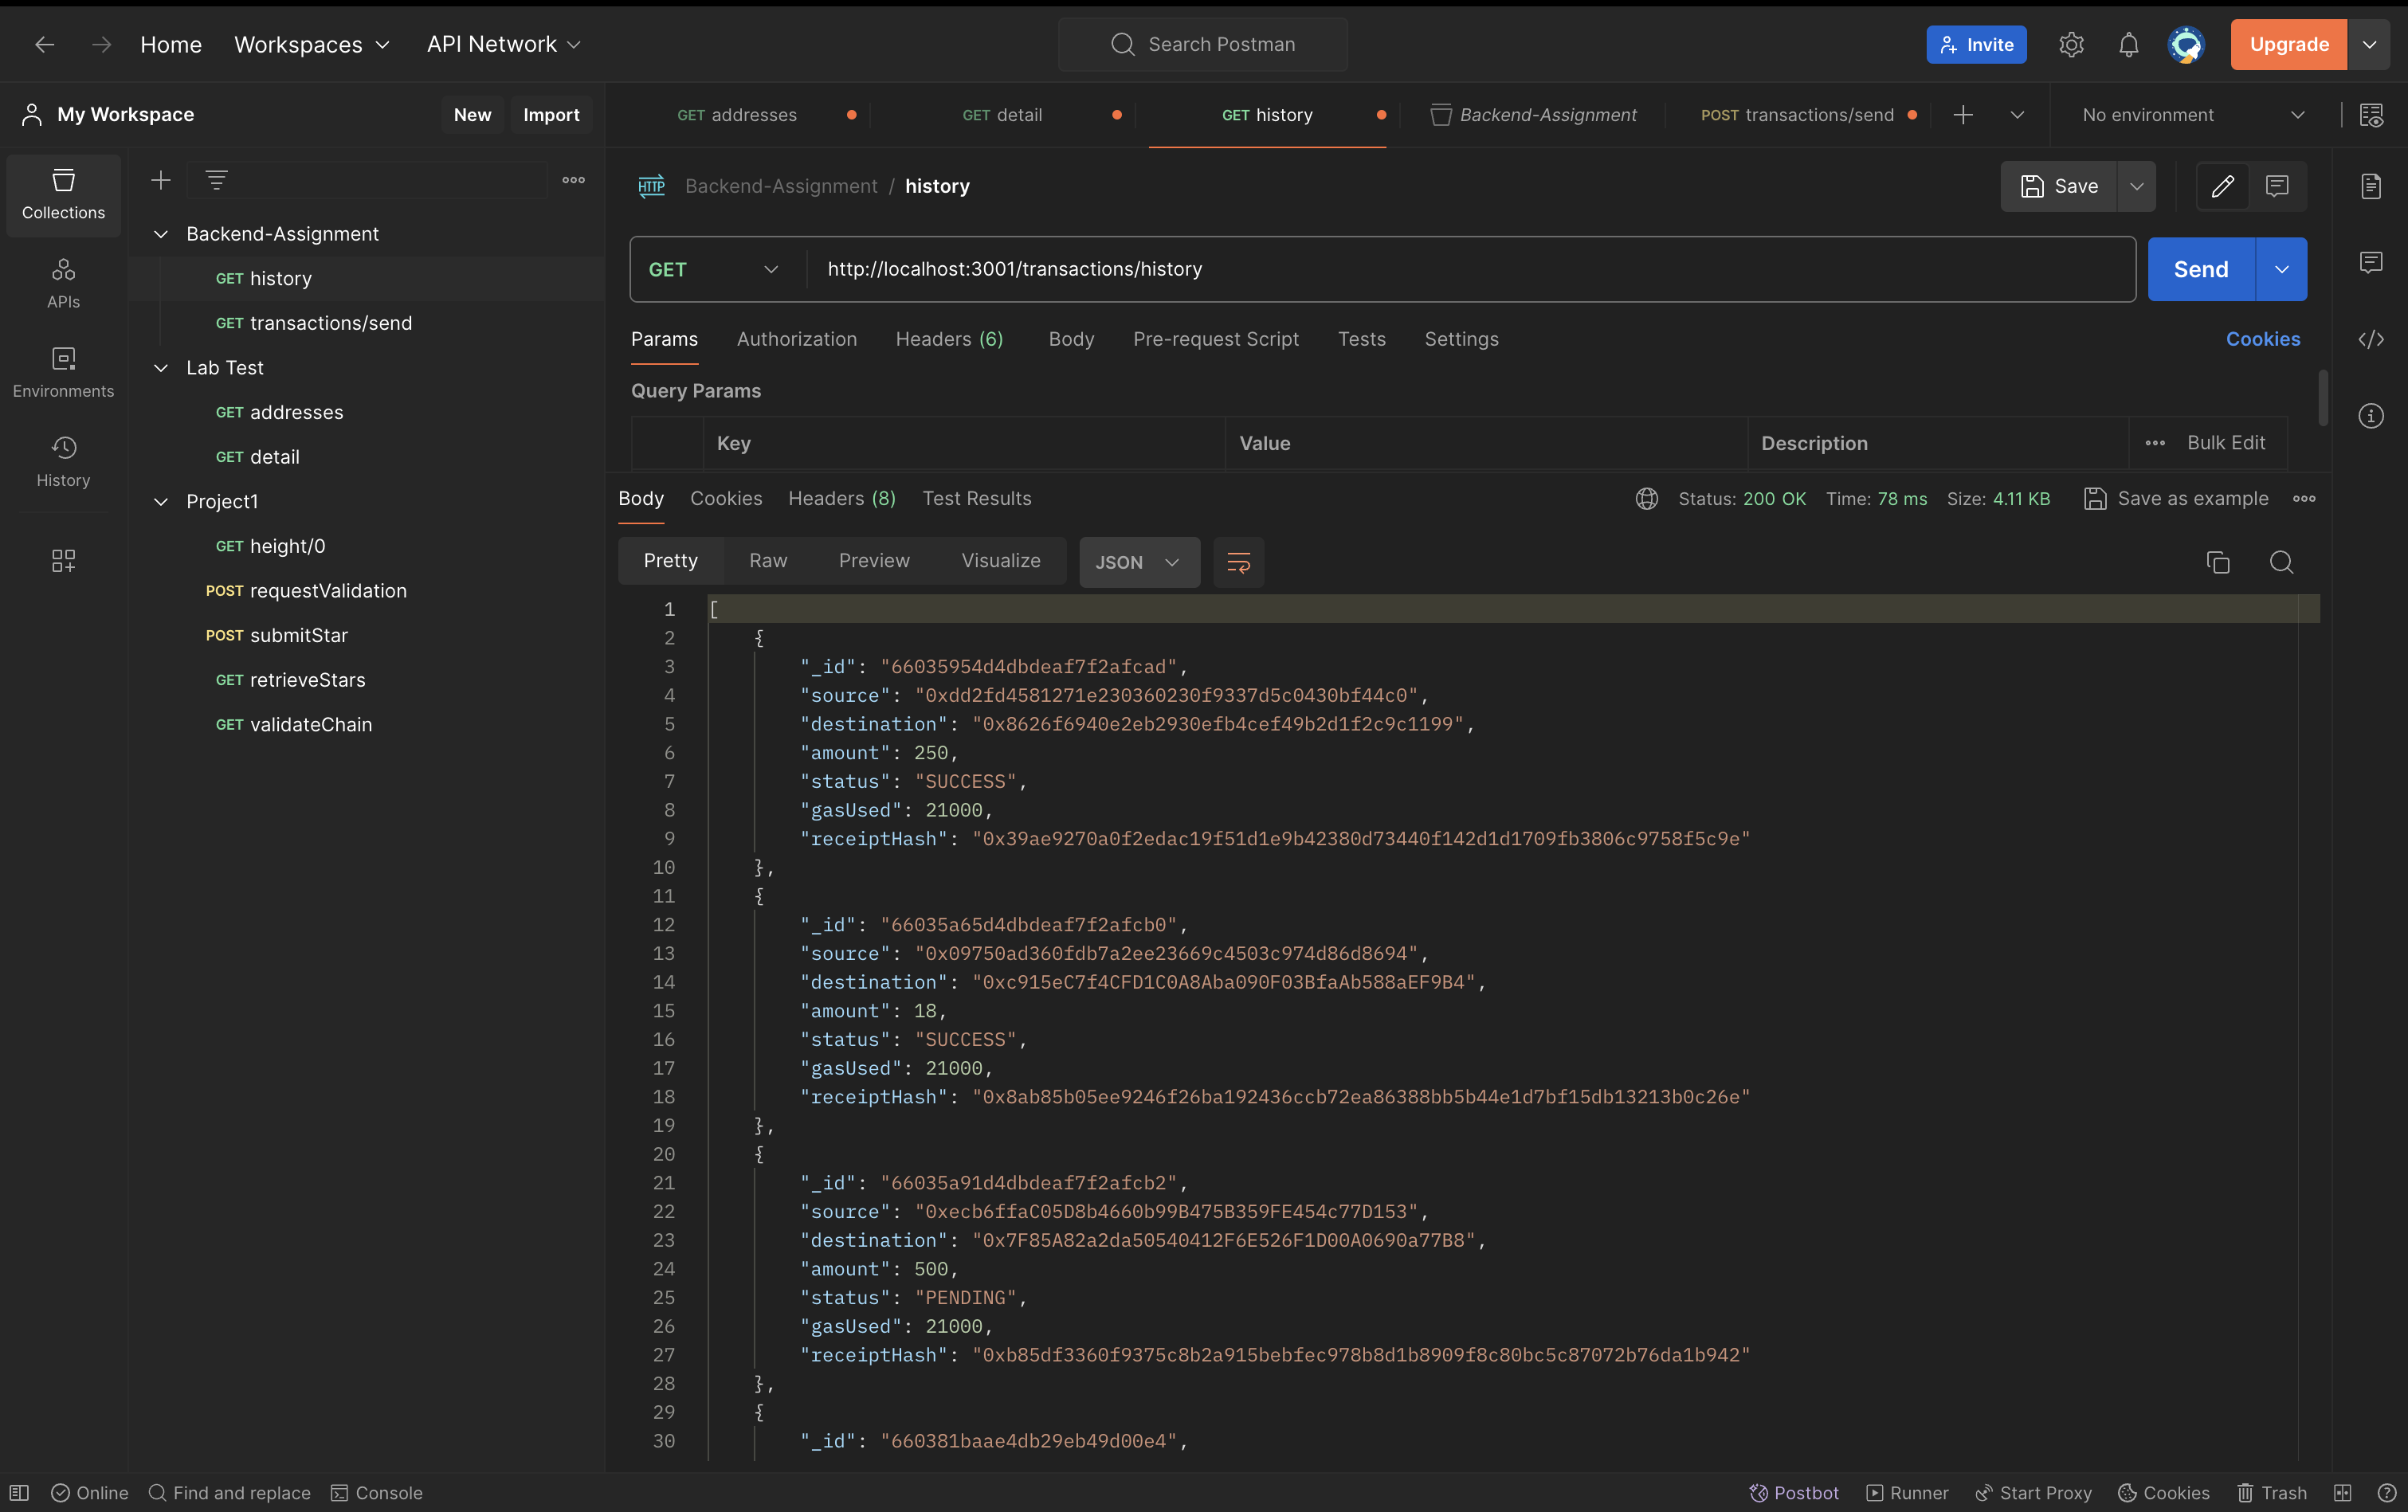 Home Workspaces API Network Search Postman Invite Upgrade
My Workspace New Import
GET addresses GET detail GET history Backend-Assignment POST transactions/send No environment
Collections
APIs
Environments
History
Backend-Assignment
GET history
GET transactions/send
Lab Test
GET addresses
GET detail
Project1
GET height/0
POST requestValidation
POST submitStar
GET retrieveStars
GET validateChain
HTTP Backend-Assignment / history Save
GET http://localhost:3001/transactions/history Send
Params Authorization Headers (6) Body Pre-request Script Tests Settings Cookies
Query Params
Key Value Description Bulk Edit
Body Cookies Headers (8) Test Results Status: 200 OK Time: 78 ms Size: 4.11 KB Save as example
Pretty Raw Preview Visualize JSON
1 [
2 {
3 "_id": "66035954d4dbdeaf7f2afcad",
4 "source": "0xdd2fd4581271e230360230f9337d5c0430bf44c0",
5 "destination": "0x8626f6940e2eb2930efb4cef49b2d1f2c9c1199",
6 "amount": 250,
7 "status": "SUCCESS",
8 "gasUsed": 21000,
9 "receiptHash": "0x39ae9270a0f2edac19f51d1e9b42380d73440f142d1d1709fb3806c9758f5c9e"
10 },
11 {
12 "_id": "66035a65d4dbdeaf7f2afcb0",
13 "source": "0x09750ad360fdb7a2ee23669c4503c974d86d8694",
14 "destination": "0xc915eC7f4CFD1C0A8Aba090F03BfaAb588aEF9B4",
15 "amount": 18,
16 "status": "SUCCESS",
17 "gasUsed": 21000,
18 "receiptHash": "0x8ab85b05ee9246f26ba192436ccb72ea86388bb5b44e1d7bf15db13213b0c26e"
19 },
20 {
21 "_id": "66035a91d4dbdeaf7f2afcb2",
22 "source": "0xecb6ffaC05D8b4660b99B475B359FE454c77D153",
23 "destination": "0x7F85A82a2da50540412F6E526F1D00A0690a77B8",
24 "amount": 500,
25 "status": "PENDING",
26 "gasUsed": 21000,
27 "receiptHash": "0xb85df3360f9375c8b2a915bebfec978b8d1b8909f8c80bc5c87072b76da1b942"
28 },
29 {
30 "_id": "660381baae4db29eb49d00e4",
Online Find and replace Console Postbot Runner Start Proxy Cookies Trash